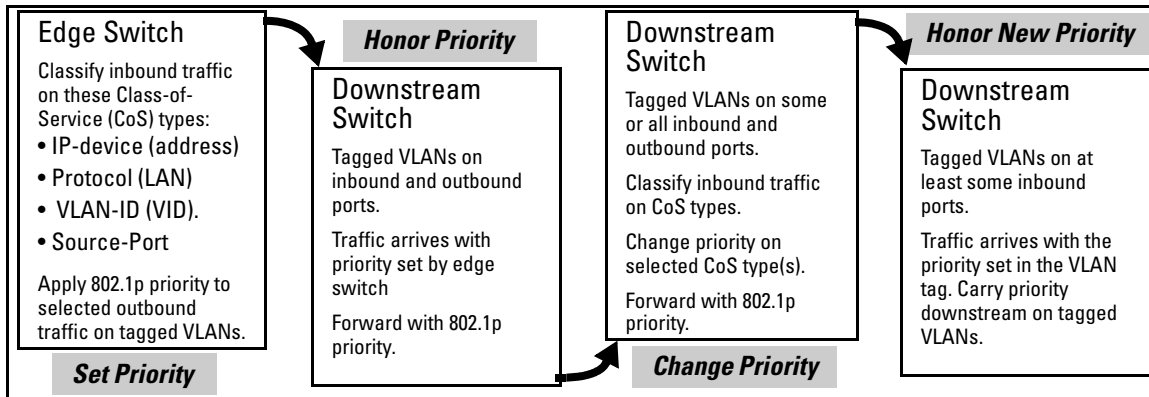 Edge Switch
Classify inbound traffic
on these Class-of-
Service (CoS) types:
• IP-device (address)
• Protocol (LAN)
• VLAN-ID (VID).
• Source-Port
Apply 802.1p priority to
selected outbound
traffic on tagged VLANs.
Set Priority
Honor Priority
Downstream
Switch
Tagged VLANs on
inbound and outbound
ports.
Traffic arrives with
priority set by edge
switch
Forward with 802.1p
priority.
Downstream
Switch
Tagged VLANs on some
or all inbound and
outbound ports.
Classify inbound traffic
on CoS types.
Change priority on
selected CoS type(s).
Forward with 802.1p
priority.
Change Priority
Honor New Priority
Downstream
Switch
Tagged VLANs on at
least some inbound
ports.
Traffic arrives with the
priority set in the VLAN
tag. Carry priority
downstream on tagged
VLANs.